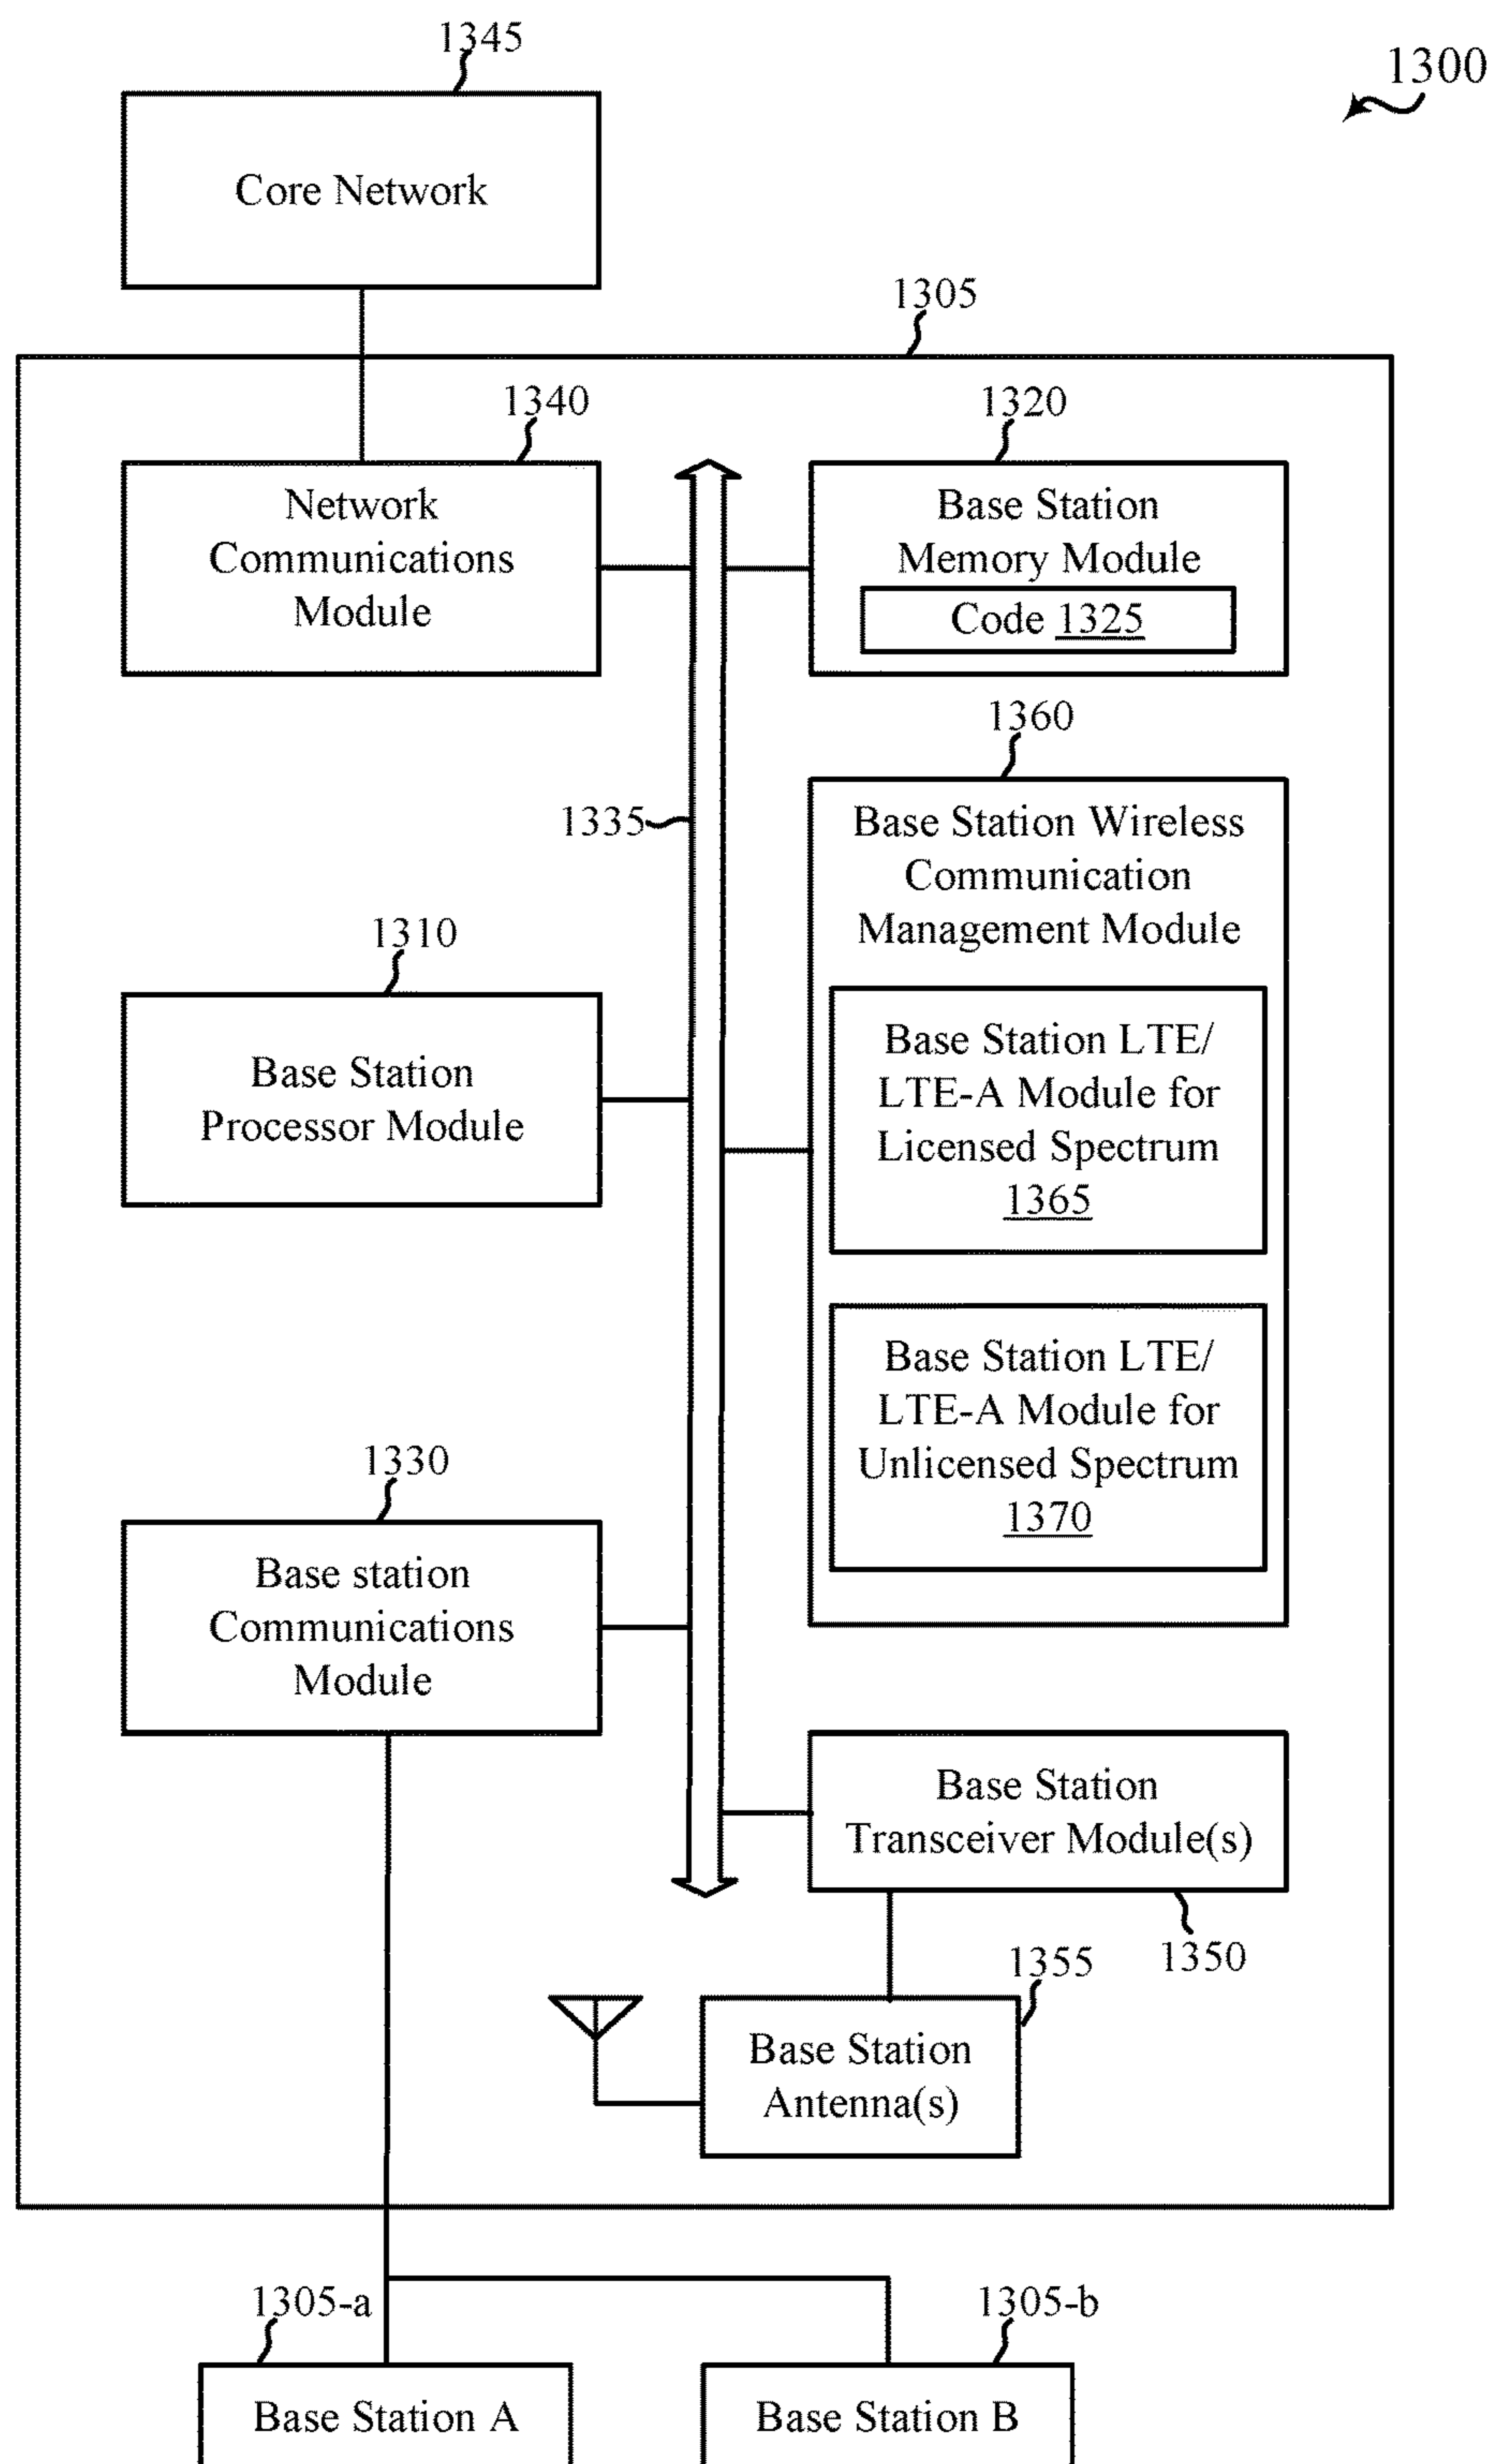 1345
1300
Core Network
1305
1340
1320
Network
Communications
Module
Base Station
Memory Module
Code 1325
1360
1335
Base Station Wireless
Communication
Management Module
1310
Base Station
Processor Module
Base Station LTE/
LTE-A Module for
Licensed Spectrum
1365
Base Station LTE/
LTE-A Module for
Unlicensed Spectrum
1370
1330
Base station
Communications
Module
Base Station
Transceiver Module(s)
1350
1355
Base Station
Antenna(s)
1305-a
1305-b
Base Station A
Base Station B